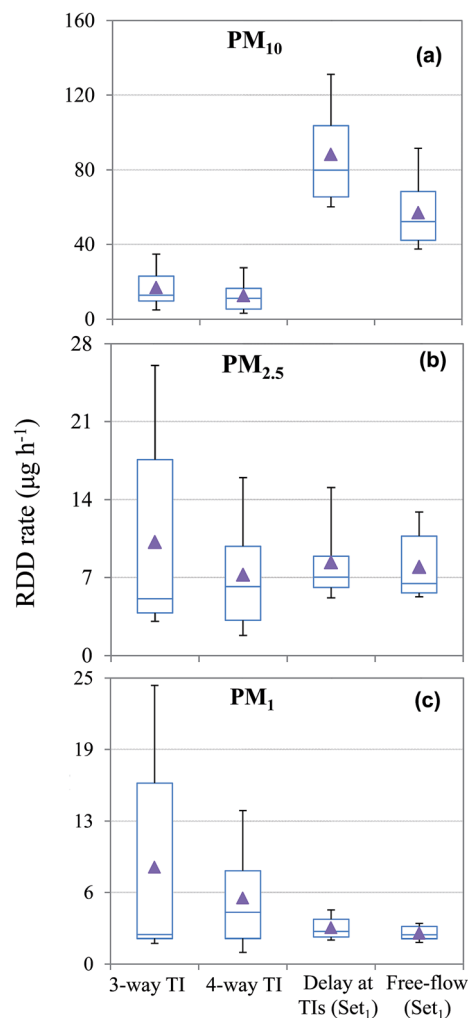 160
PM10
(a)
120
80
40
0
28
PM2.5
(b)
21
14
7
0
RDD rate (µg h-1)
25
PM1
(c)
19
13
6
0
3-way TI
4-way TI
Delay at
TIs (Set1)
Free-flow
(Set1)